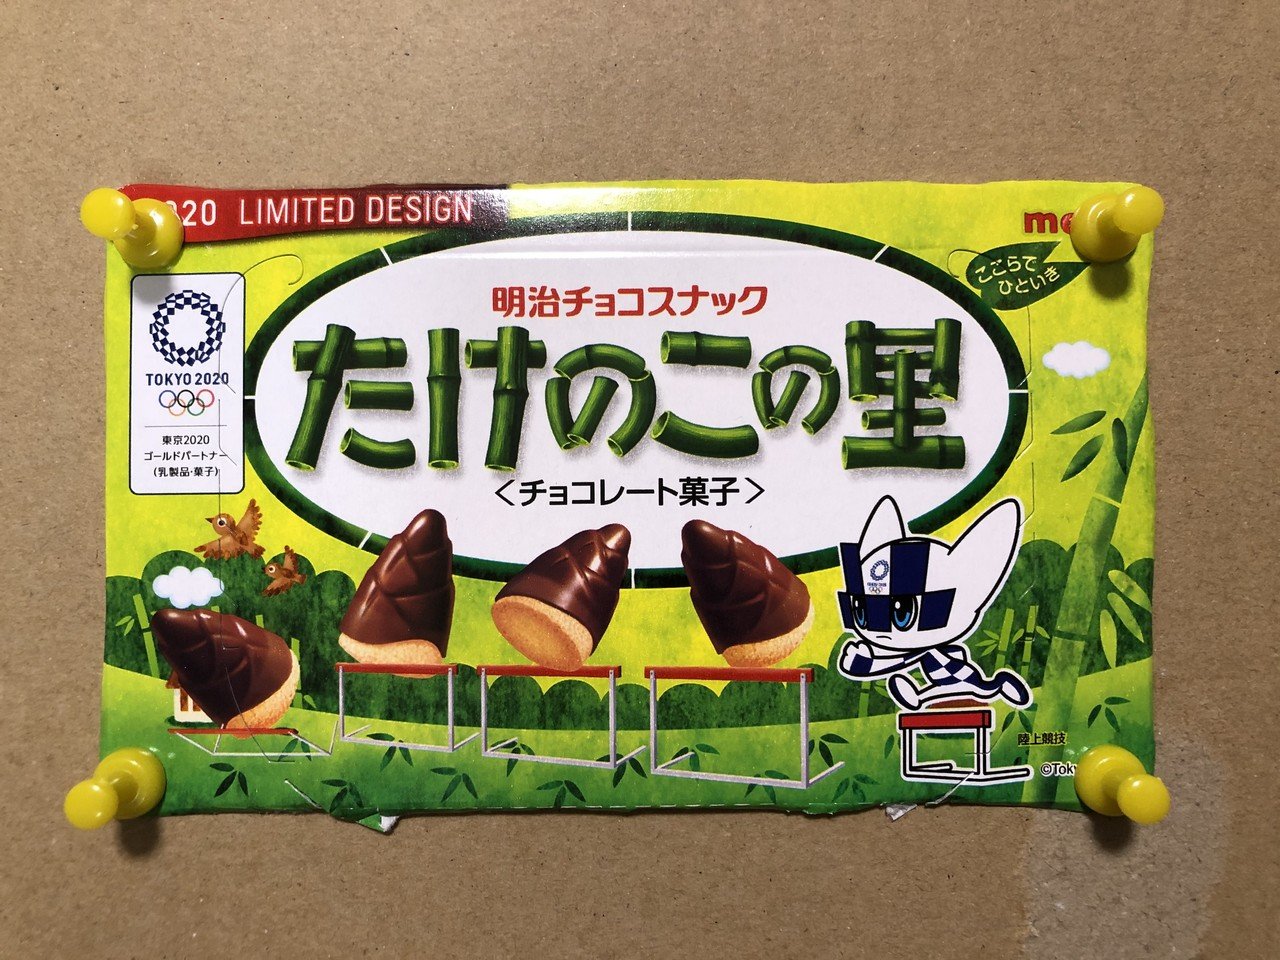 LIMITED DESIGN
ここらで
ひといき
明治チョコスナック
たけのこの里
<チョコレート菓子>
TOKYO 2020
東京2020
ゴールドパートナー
(乳製品・菓子)
TOKYO 2020
陸上競技